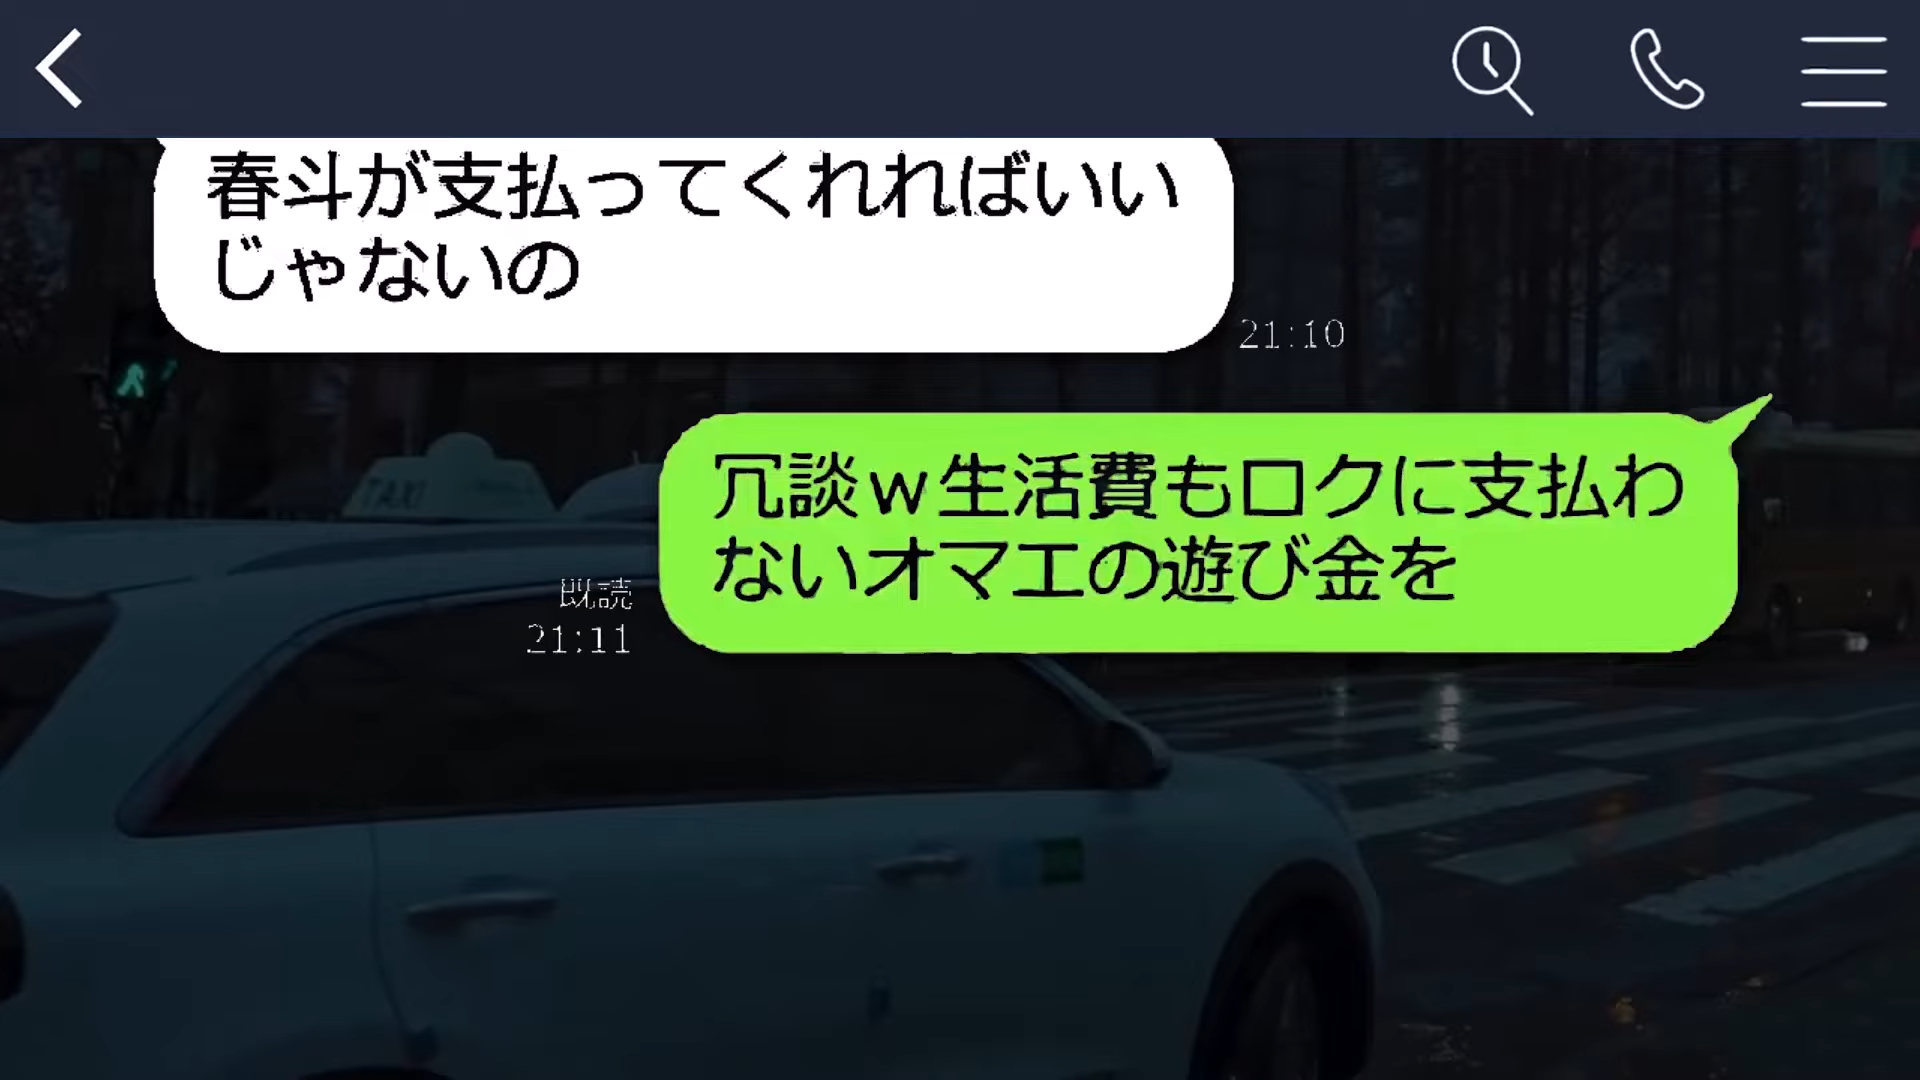 春斗が支払ってくれればいい
じゃないの
21:10
冗談ｗ生活費もロクに支払わ
ないオマエの遊び金を
既読
21:11
TAXI